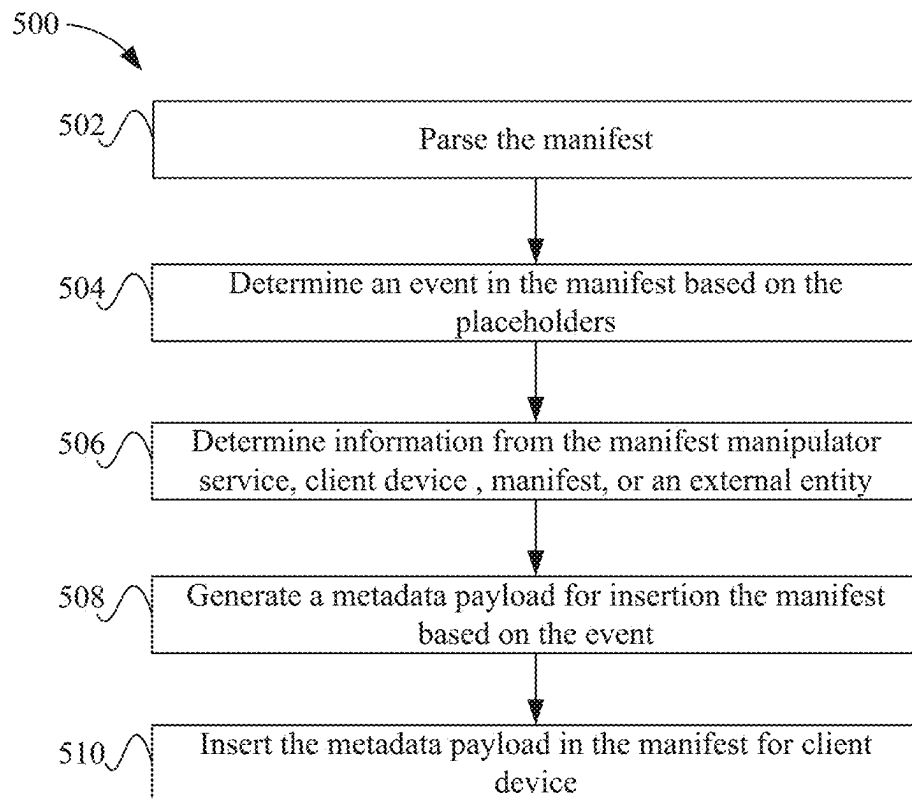 500
502
Parse the manifest
504
Determine an event in the manifest based on the
placeholders
506
Determine information from the manifest manipulator
service, client device , manifest, or an external entity
508
Generate a metadata payload for insertion the manifest
based on the event
510
Insert the metadata payload in the manifest for client
device